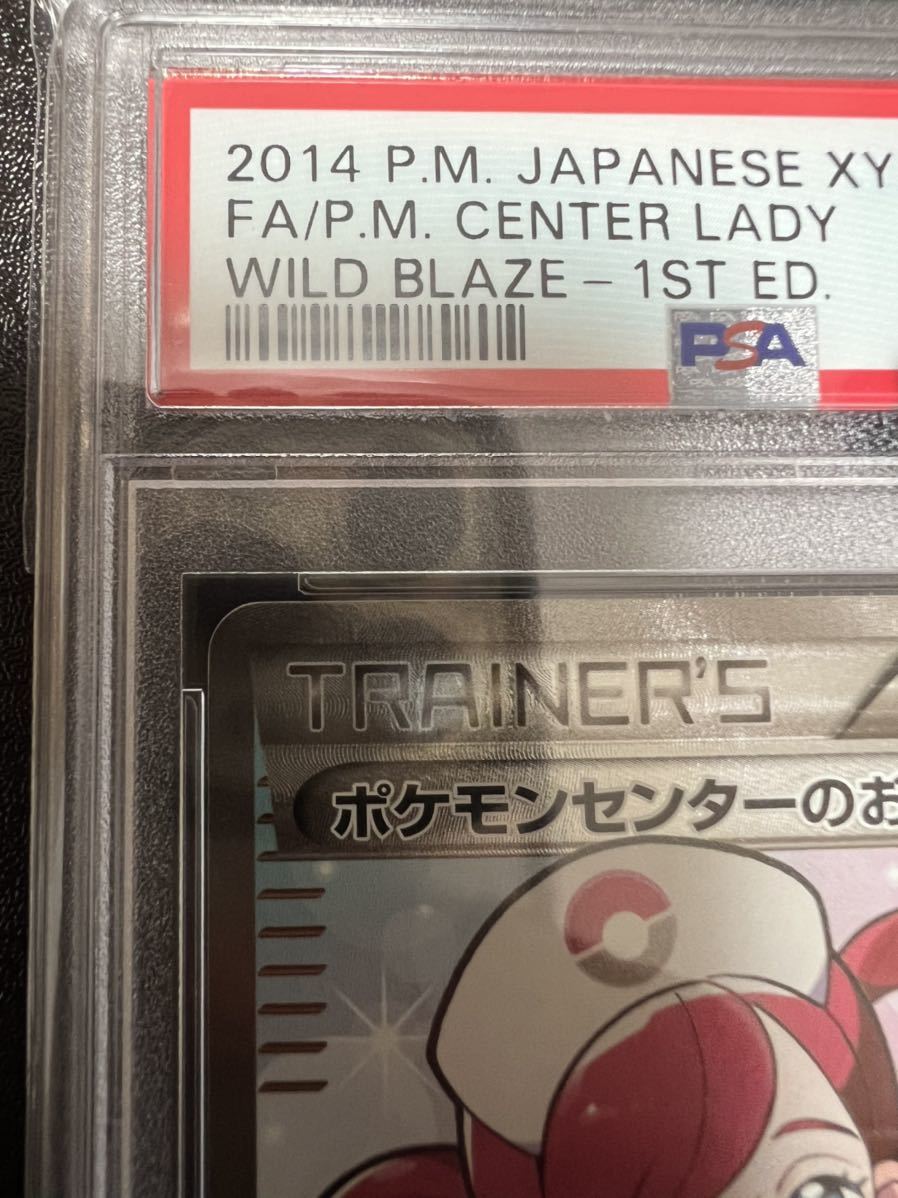 2014 P.M. JAPANESE XY
FA/P.M. CENTER LADY
WILD BLAZE - 1ST ED.
PSA
TRAINER'S
ポケモンセンターのお